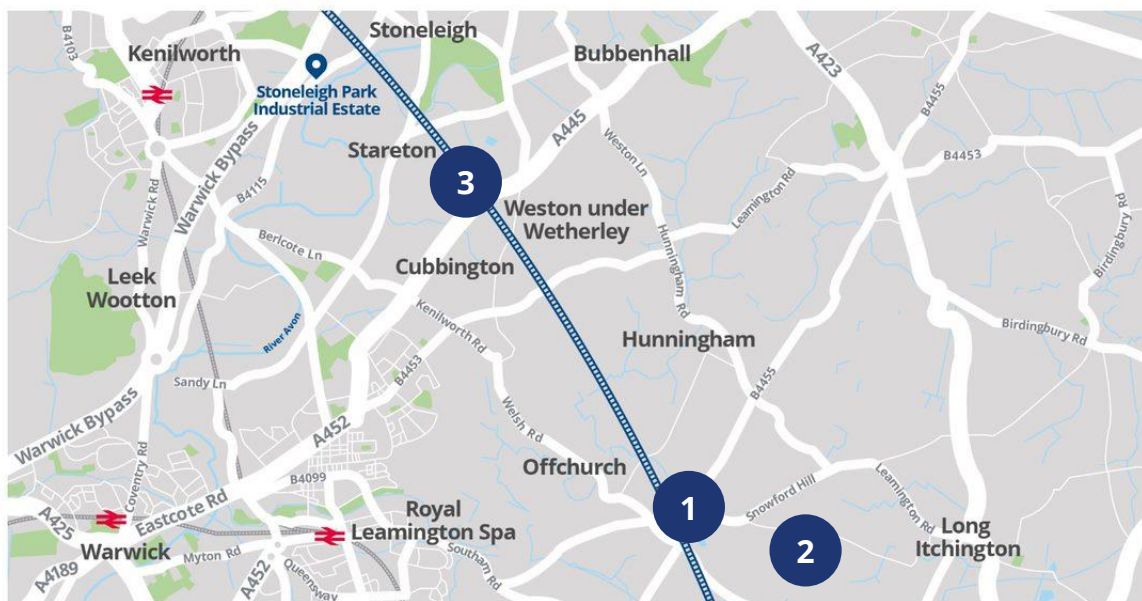 B4103
Kenilworth
Stoneleigh
Stoneleigh Park
Industrial Estate
Bubbenhall
A423
B4455
A445
Warwick Bypass
Stareton
Weston Ln
B4453
B4115
3
Leamington Rd
Warwick Rd
Weston under
Wetherley
Birdingbury Rd
Berlcote Ln
Hunningham Rd
Cubbington
Leek
Wootton
River Avon
Kenilworth Rd
Hunningham
Birdingbury Rd
Sandy Ln
B4453
B4455
Warwick Bypass
A452
Welsh Rd
Coventry Rd
B4099
Offchurch
Snowford Hill
Leamington Rd
Eastcote Rd
1
A425
Royal
Leamington Spa
Long
Itchington
2
Warwick
Myton Rd
A452
Queensway
Southam Rd
A4189